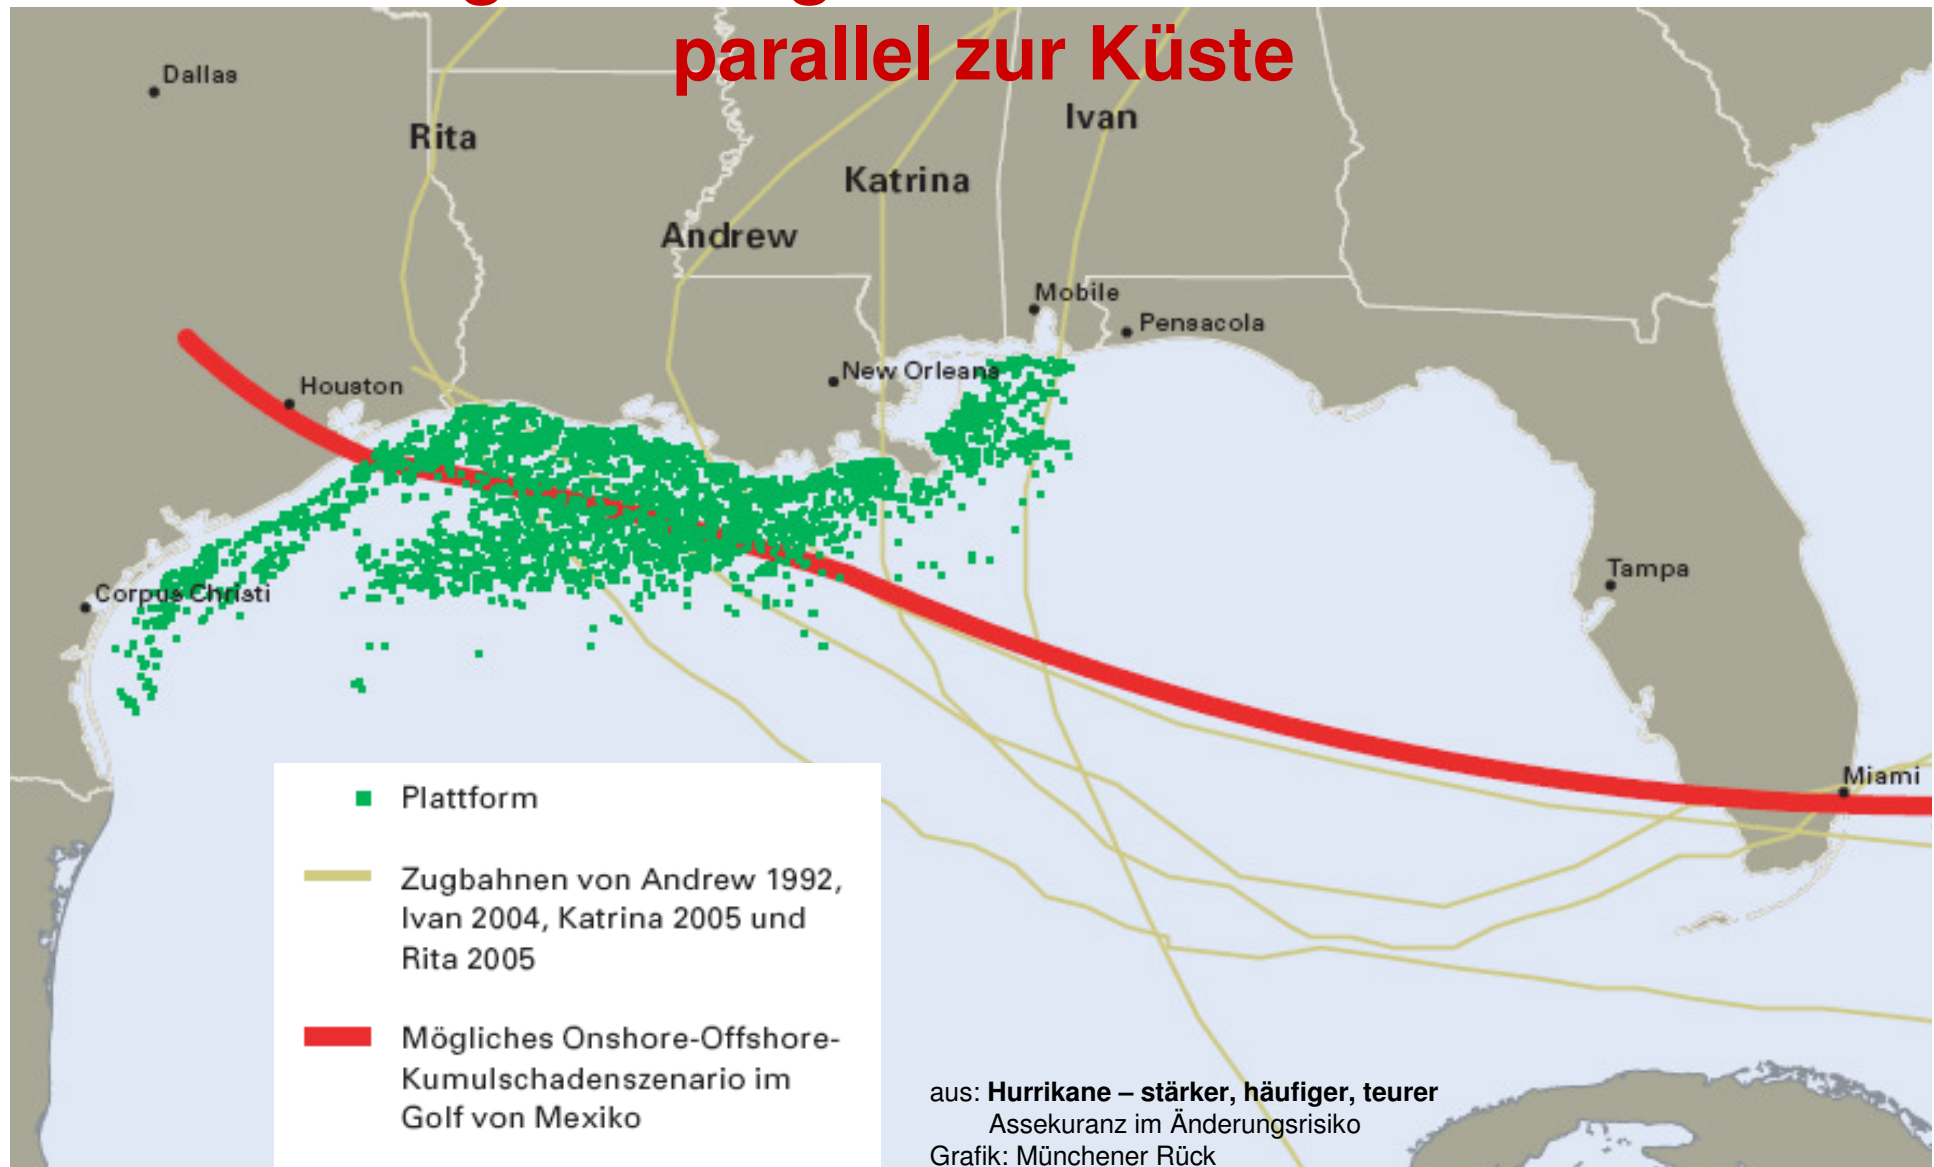 parallel zur Küste
Dallas
Rita
Ivan
Katrina
Andrew
Mobile
Pensacola
New Orleans
Houston
Corpus Christi
Tampa
Miami
Plattform
Zugbahnen von Andrew 1992,
Ivan 2004, Katrina 2005 und
Rita 2005
Mögliches Onshore-Offshore-
Kumulschadenszenario im
Golf von Mexiko
aus: Hurrikane – stärker, häufiger, teurer
Assekuranz im Änderungsrisiko
Grafik: Münchener Rück